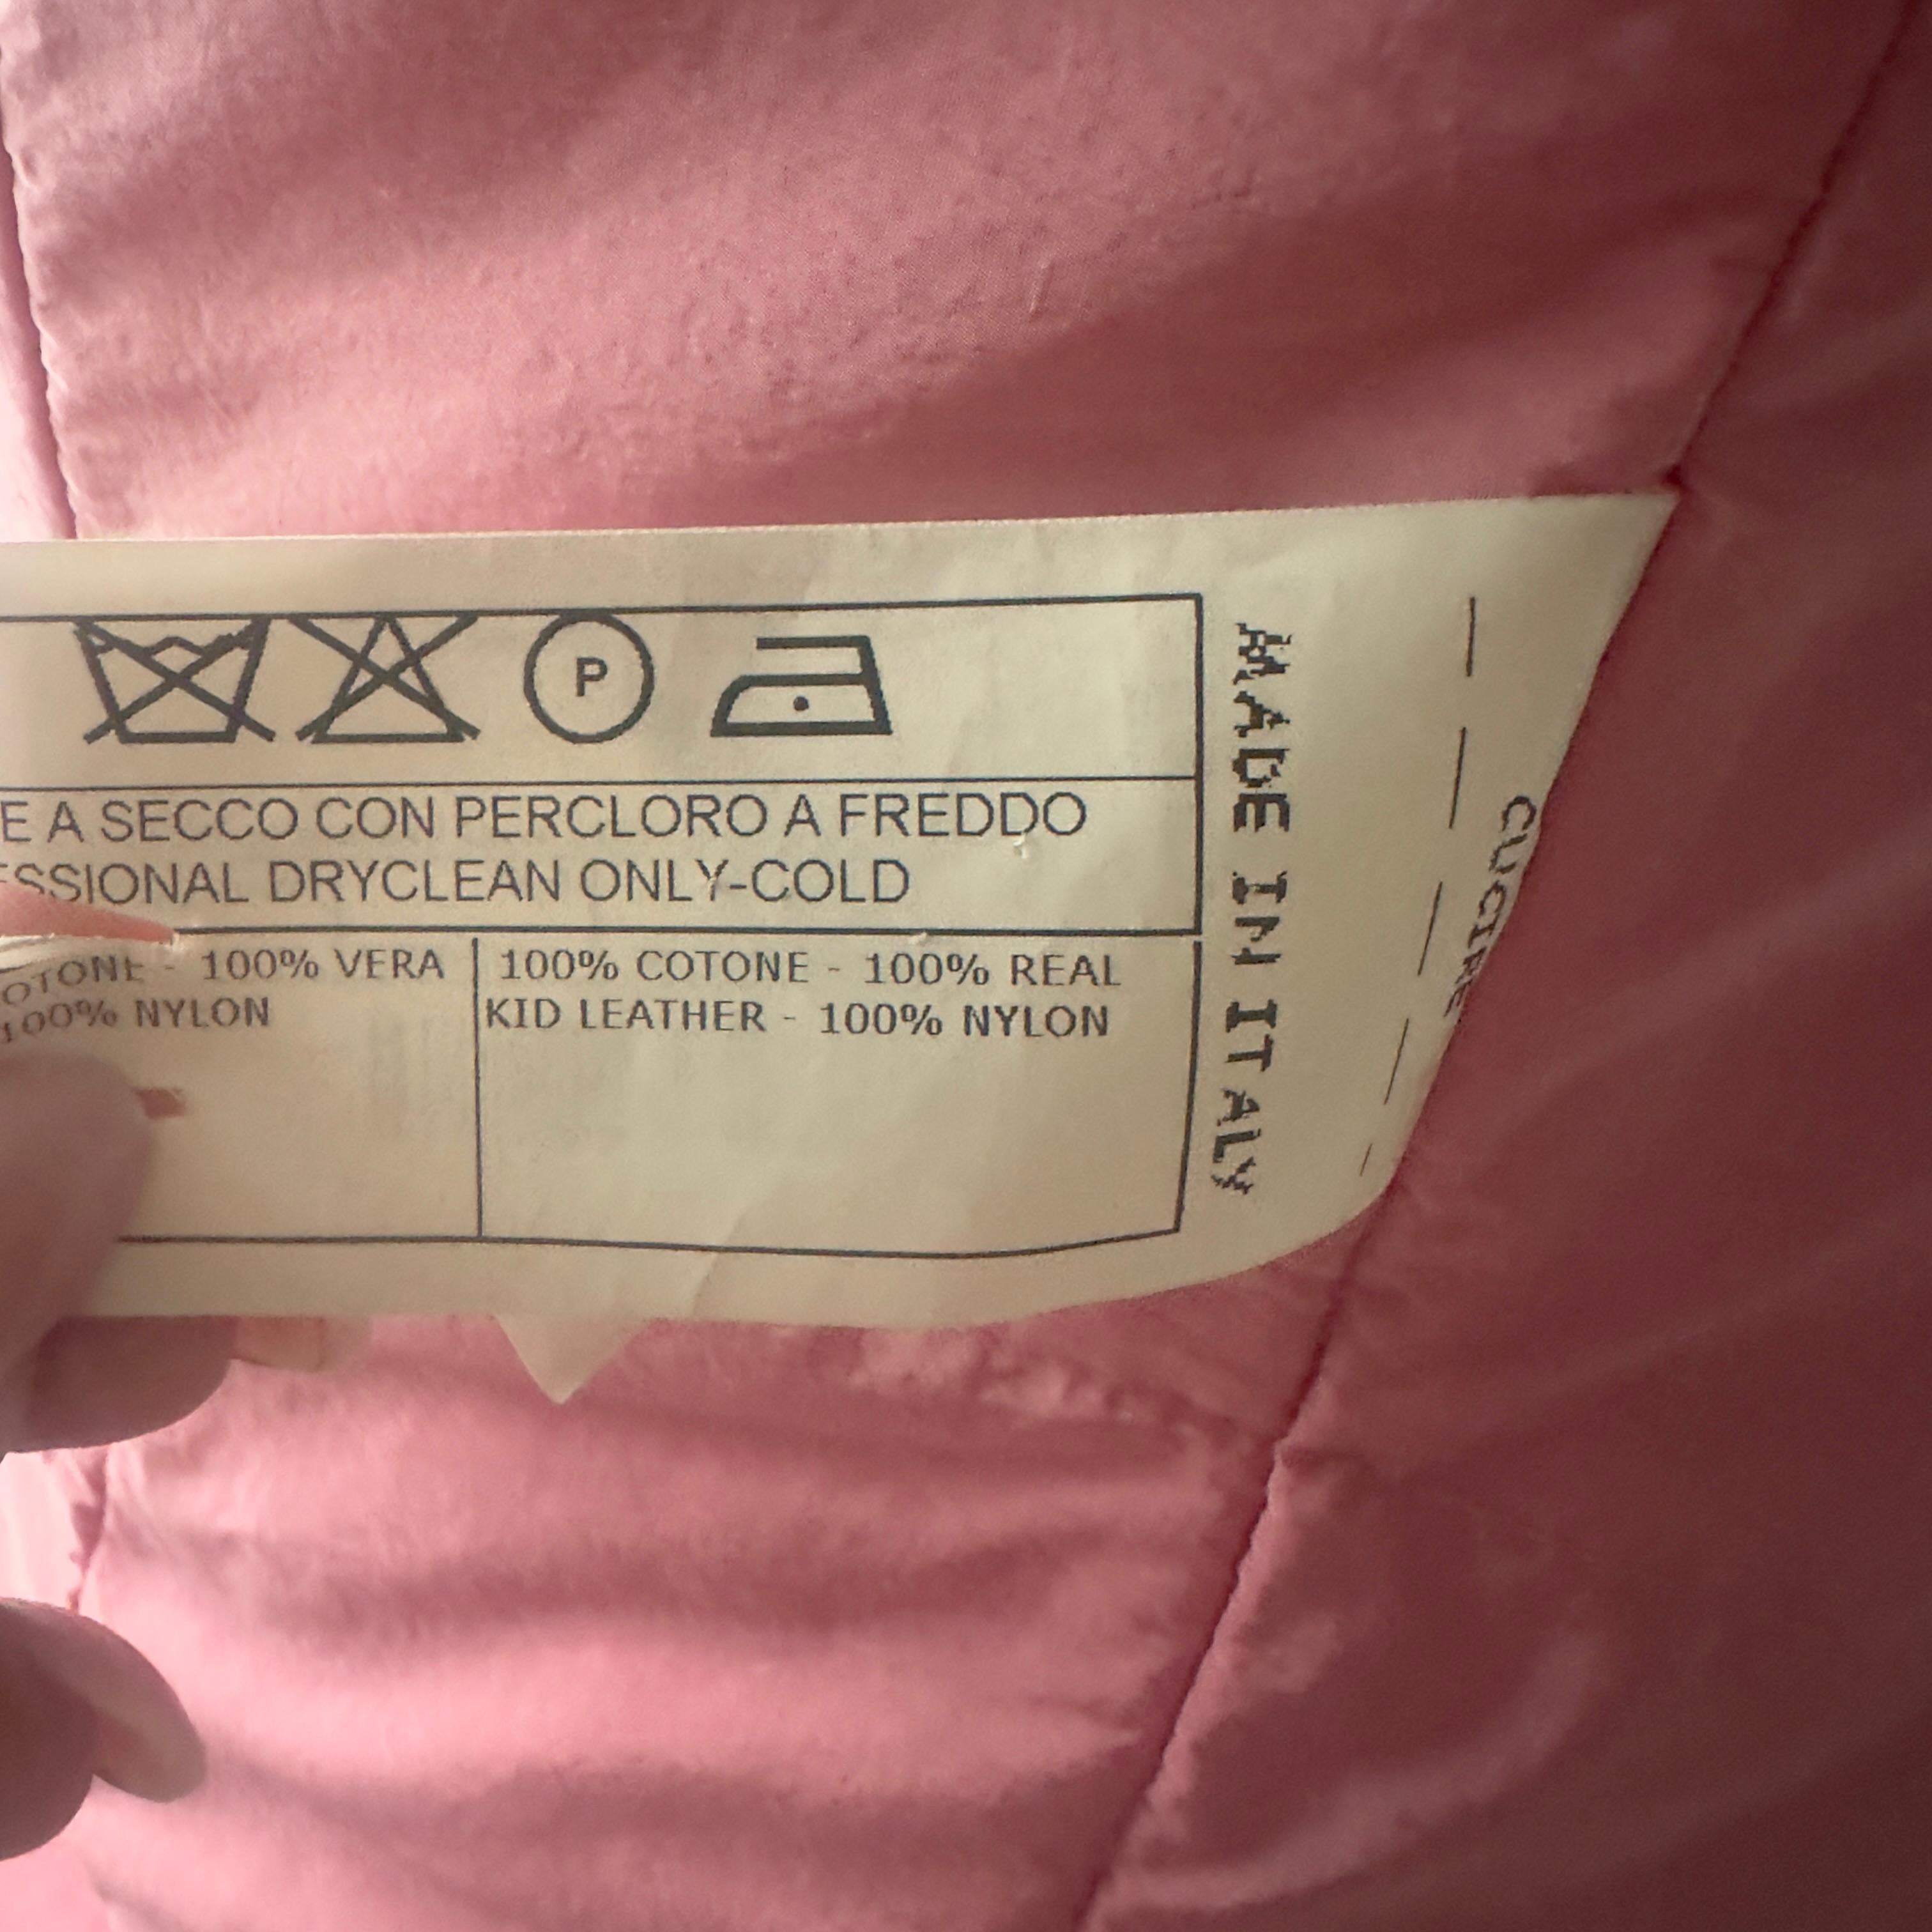 P
E A SECCO CON PERCLORO A FREDDO
ESSIONAL DRYCLEAN ONLY-COLD
OTONE - 100% VERA
100% NYLON
100% COTONE - 100% REAL
KID LEATHER - 100% NYLON
MADE IN ITALY
CUCIRE